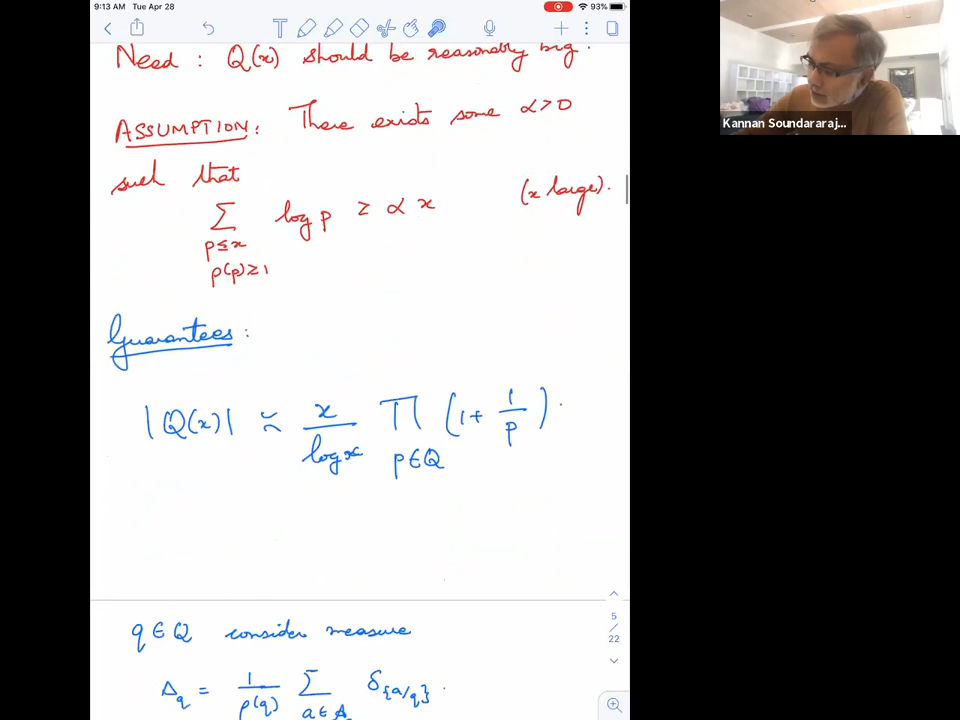 9:13 AM Tue Apr 28
93%
Need : Q(x) should be reasonably big.
ASSUMPTION: There exists some α>0
such that
∑ log p ≥ α x (x large).
p≤x
ρ(p)≥1
Guarantees:
|Q(x)| ≍ x/log x ∏ (1+ 1/p).
p∈Q
5
/
22
q ∈ Q consider measure
Δ_q = 1/ρ(q) ∑ δ_{a/q}.
a∈A
Kannan Soundararaj...